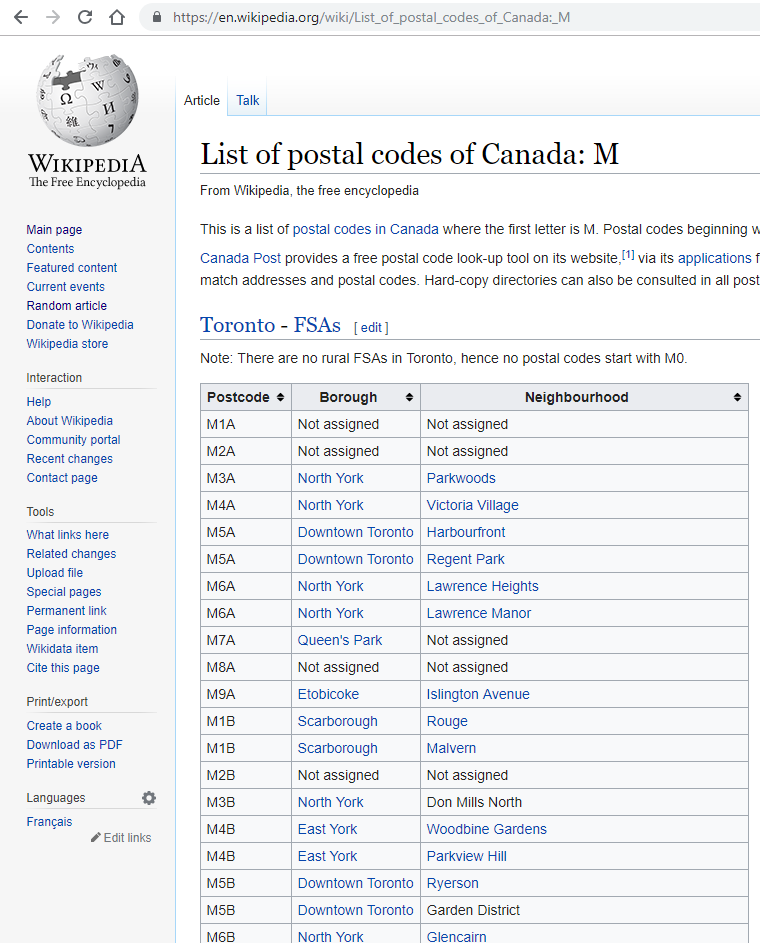 https://en.wikipedia.org/wiki/List_of_postal_codes_of_Canada:_M
WIKIPEDIA
The Free Encyclopedia
Main page
Contents
Featured content
Current events
Random article
Donate to Wikipedia
Wikipedia store
Interaction
Help
About Wikipedia
Community portal
Recent changes
Contact page
Tools
What links here
Related changes
Upload file
Special pages
Permanent link
Page information
Wikidata item
Cite this page
Print/export
Create a book
Download as PDF
Printable version
Languages
Français
Edit links
Article Talk
List of postal codes of Canada: M
From Wikipedia, the free encyclopedia
This is a list of postal codes in Canada where the first letter is M. Postal codes beginning
Canada Post provides a free postal code look-up tool on its website,[1] via its applications
match addresses and postal codes. Hard-copy directories can also be consulted in all
Toronto - FSAs [ edit ]
Note: There are no rural FSAs in Toronto, hence no postal codes start with M0.
Postcode Borough Neighbourhood
M1A Not assigned Not assigned
M2A Not assigned Not assigned
M3A North York Parkwoods
M4A North York Victoria Village
M5A Downtown Toronto Harbourfront
M5A Downtown Toronto Regent Park
M6A North York Lawrence Heights
M6A North York Lawrence Manor
M7A Queen's Park Not assigned
M8A Not assigned Not assigned
M9A Etobicoke Islington Avenue
M1B Scarborough Rouge
M1B Scarborough Malvern
M2B Not assigned Not assigned
M3B North York Don Mills North
M4B East York Woodbine Gardens
M4B East York Parkview Hill
M5B Downtown Toronto Ryerson
M5B Downtown Toronto Garden District
M6B North York Glencairn